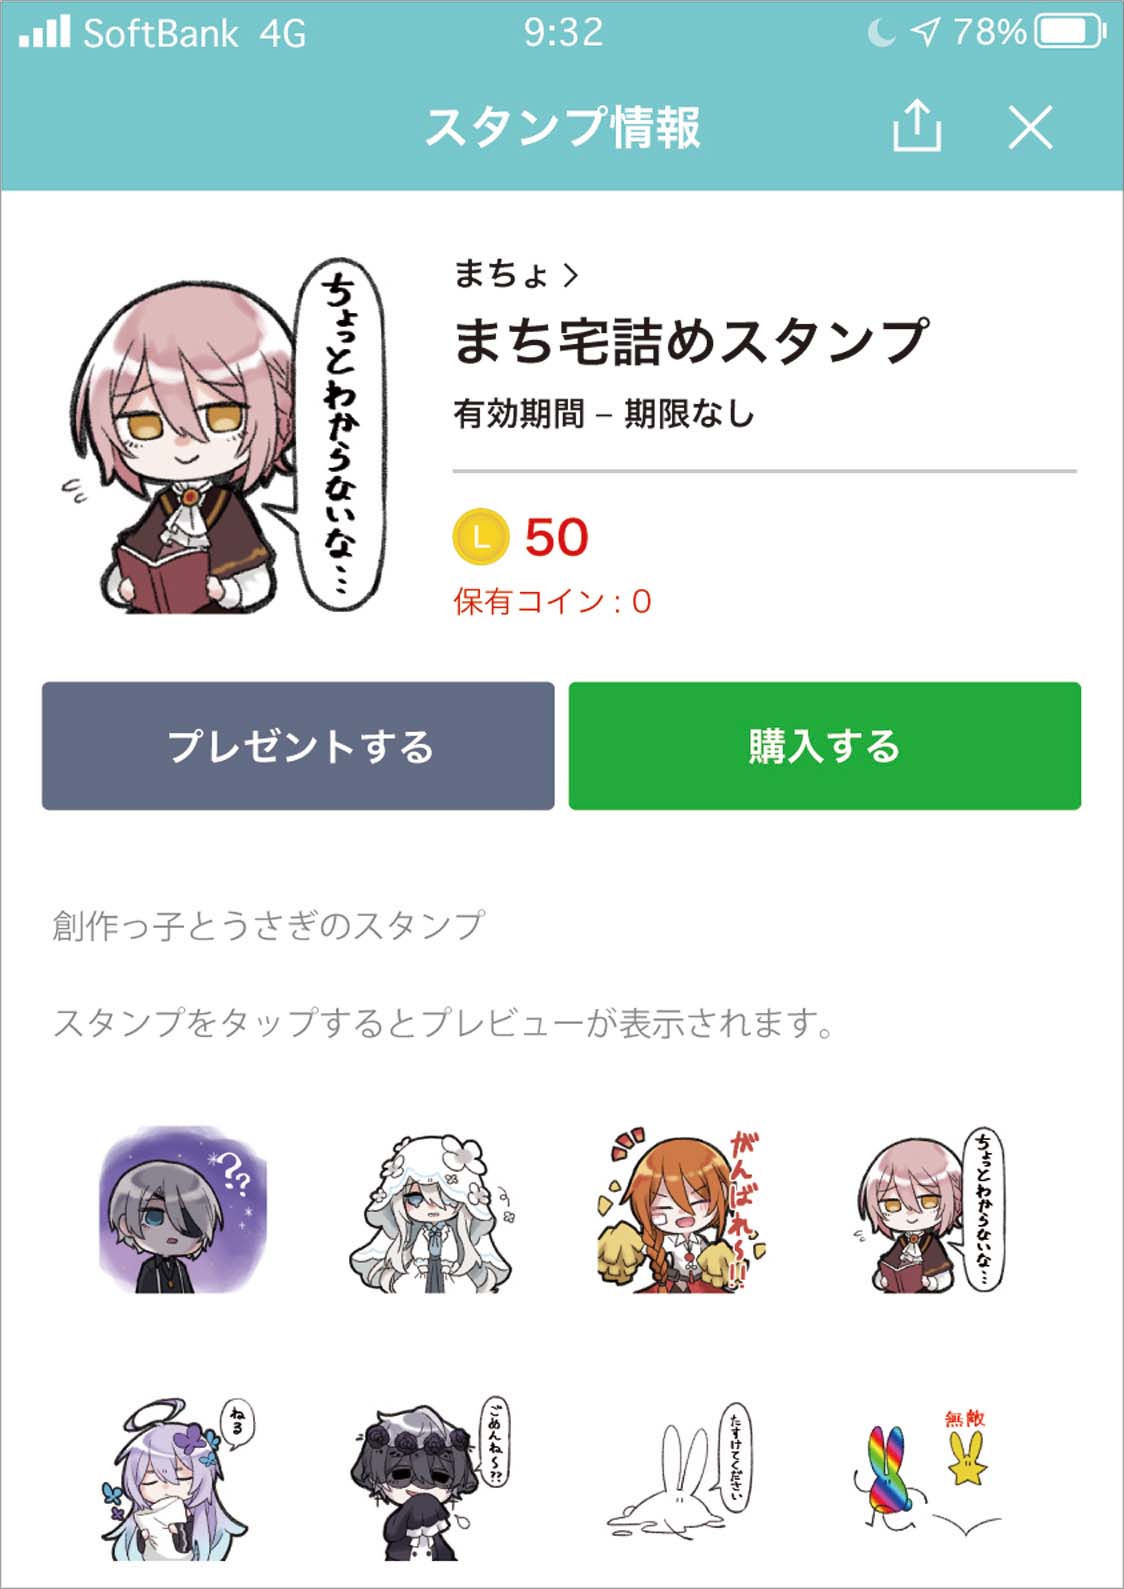 SoftBank 4G 9:32 78%
スタンプ情報
まちょ
まち宅詰めスタンプ
有効期間 – 期限なし
L 50
保有コイン : 0
ちょっとわからないな…
プレゼントする
購入する
創作っ子とうさぎのスタンプ
スタンプをタップするとプレビューが表示されます。
??
がんばれ〜!!
ちょっとわからないな…
ねる
ごめんね〜??
たすけてください
無敵